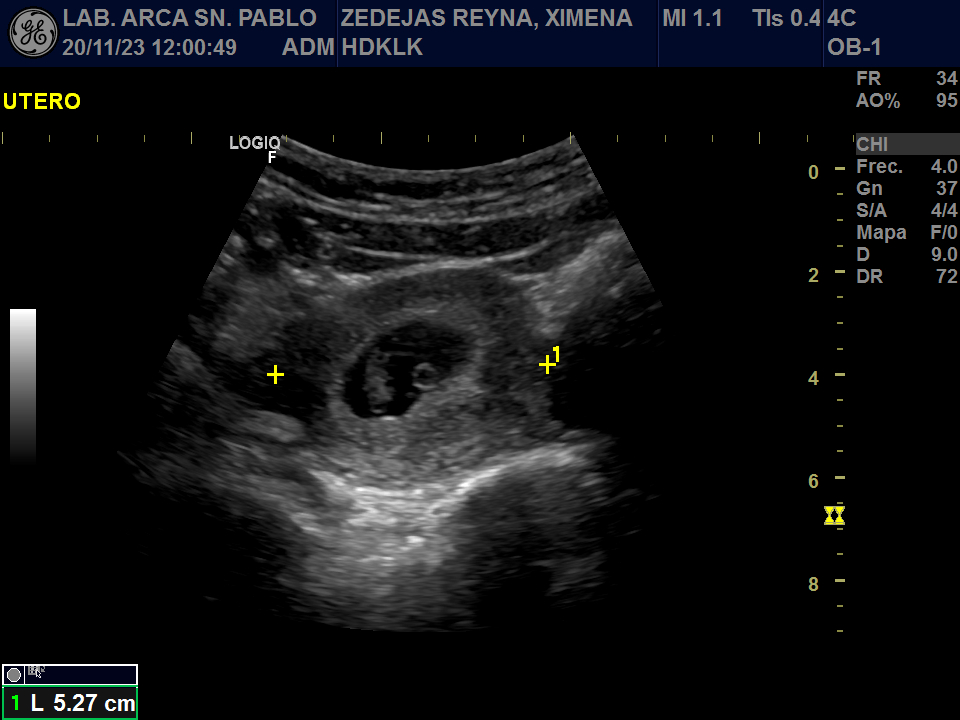 LAB. ARCA SN. PABLO ZEDEJAS REYNA, XIMENA MI 1.1 TIs 0.4 4C
20/11/23 12:00:49 ADM HDKLK OB-1
UTERO
FR 34
AO% 95
LOGIQ
F
CHI
Frec. 4.0
Gn 37
S/A 4/4
Mapa F/0
D 9.0
DR 72
0
2
1
4
6
8
1 L 5.27 cm